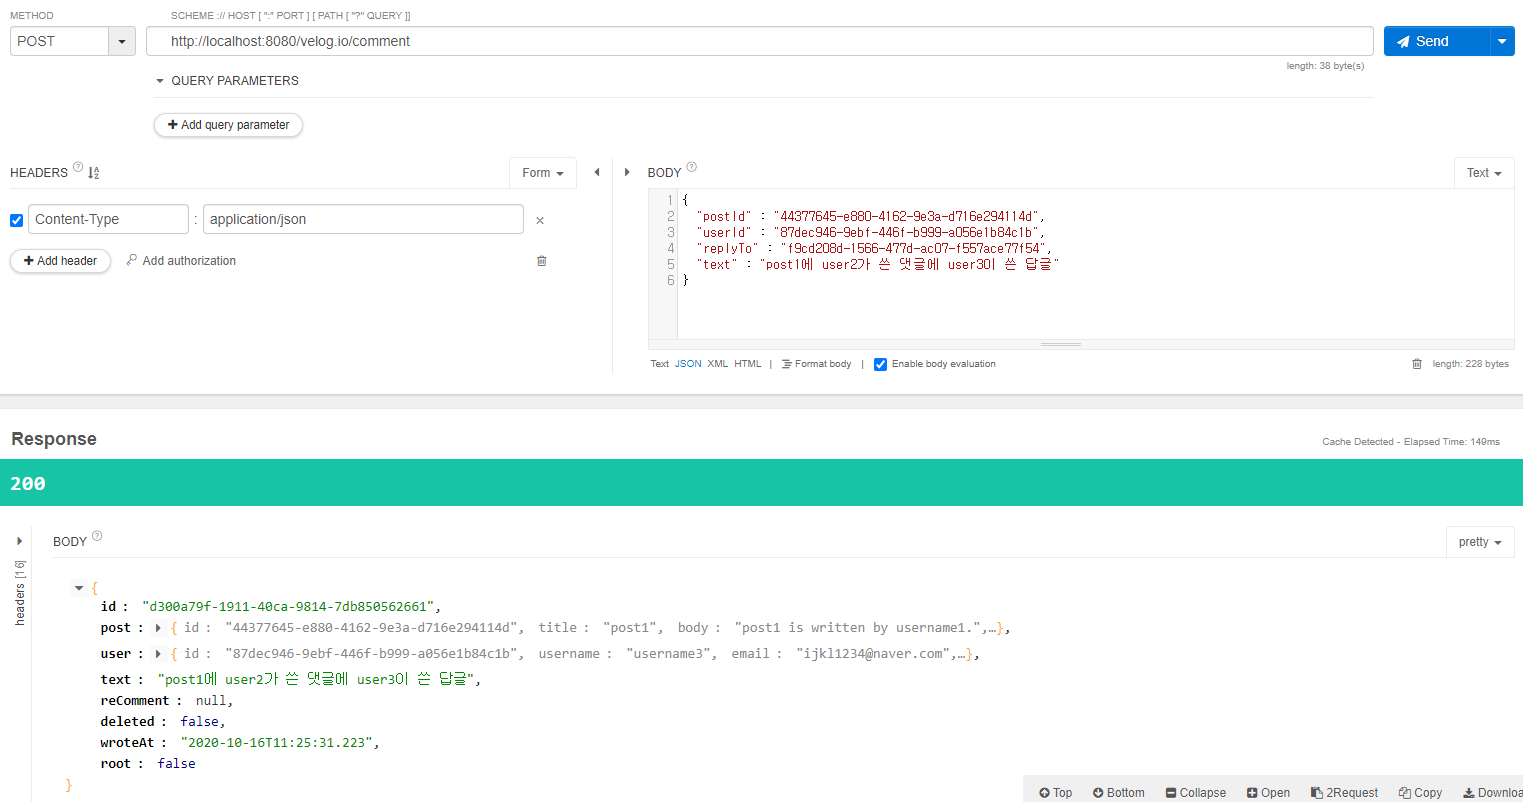 METHOD
SCHEME :// HOST [ ":" PORT ] [ PATH [ "?" QUERY ]]
POST
http://localhost:8080/velog.io/comment
Send
length: 38 byte(s)
QUERY PARAMETERS
Add query parameter
HEADERS ?
Form
BODY ?
Text
Content-Type : application/json
Add header
Add authorization
1 {
2 "postId" : "44377645-e880-4162-9e3a-d716e294114d",
3 "userId" : "87dec946-9ebf-446f-b999-a056e1b84c1b",
4 "replyTo" : "f9cd208d-1566-477d-ac07-f557ace77f54",
5 "text" : "post1에 user2가 쓴 댓글에 user3이 쓴 답글"
6 }
Text JSON XML HTML | Format body | Enable body evaluation
length: 228 bytes
Response
Cache Detected - Elapsed Time: 149ms
200
headers [16]
BODY ?
pretty
{
id : "d300a79f-1911-40ca-9814-7db850562661",
post : { id : "44377645-e880-4162-9e3a-d716e294114d", title : "post1", body : "post1 is written by username1.",…},
user : { id : "87dec946-9ebf-446f-b999-a056e1b84c1b", username : "username3", email : "ijkl1234@naver.com",…},
text : "post1에 user2가 쓴 댓글에 user3이 쓴 답글",
reComment : null,
deleted : false,
wroteAt : "2020-10-16T11:25:31.223",
root : false
}
Top Bottom Collapse Open 2Request Copy Downloa